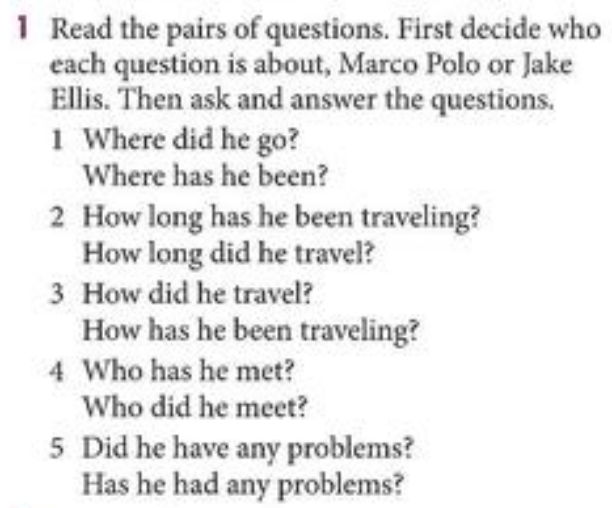 1 Read the pairs of questions. First decide who
each question is about, Marco Polo or Jake
Ellis. Then ask and answer the questions.
1 Where did he go?
Where has he been?
2 How long has he been traveling?
How long did he travel?
3 How did he travel?
How has he been traveling?
4 Who has he met?
Who did he meet?
5 Did he have any problems?
Has he had any problems?